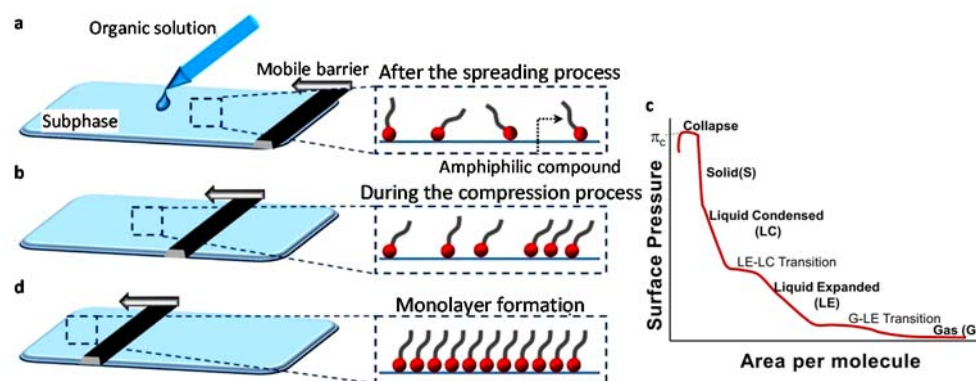 a
Organic solution
Mobile barrier
After the spreading process
Subphase
Amphiphilic compound
b
During the compression process
d
Monolayer formation
c
Surface Pressure
πc
Collapse
Solid(S)
Liquid Condensed
(LC)
LE-LC Transition
Liquid Expanded
(LE)
G-LE Transition
Gas (G
Area per molecule